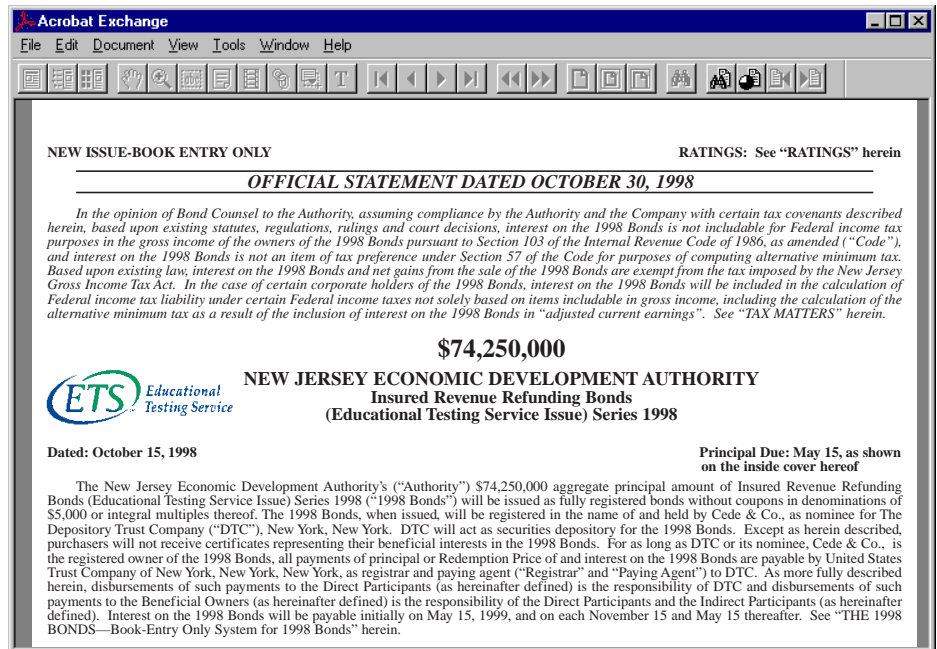 Acrobat Exchange
File Edit Document View Tools Window Help
T
NEW ISSUE-BOOK ENTRY ONLY
RATINGS: See “RATINGS” herein
OFFICIAL STATEMENT DATED OCTOBER 30, 1998
In the opinion of Bond Counsel to the Authority, assuming compliance by the Authority and the Company with certain tax covenants described
herein, based upon existing statutes, regulations, rulings and court decisions, interest on the 1998 Bonds is not includable for Federal income tax
purposes in the gross income of the owners of the 1998 Bonds pursuant to Section 103 of the Internal Revenue Code of 1986, as amended (“Code”),
and interest on the 1998 Bonds is not an item of tax preference under Section 57 of the Code for purposes of computing alternative minimum tax.
Based upon existing law, interest on the 1998 Bonds and net gains from the sale of the 1998 Bonds are exempt from the tax imposed by the New Jersey
Gross Income Tax Act. In the case of certain corporate holders of the 1998 Bonds, interest on the 1998 Bonds will be included in the calculation of
Federal income tax liability under certain Federal income taxes not solely based on items includable in gross income, including the calculation of the
alternative minimum tax as a result of the inclusion of interest on the 1998 Bonds in “adjusted current earnings”. See “TAX MATTERS” herein.
$74,250,000
ETS Educational
Testing Service
NEW JERSEY ECONOMIC DEVELOPMENT AUTHORITY
Insured Revenue Refunding Bonds
(Educational Testing Service Issue) Series 1998
Dated: October 15, 1998
Principal Due: May 15, as shown
on the inside cover hereof
The New Jersey Economic Development Authority’s (“Authority”) $74,250,000 aggregate principal amount of Insured Revenue Refunding
Bonds (Educational Testing Service Issue) Series 1998 (“1998 Bonds”) will be issued as fully registered bonds without coupons in denominations of
$5,000 or integral multiples thereof. The 1998 Bonds, when issued, will be registered in the name of and held by Cede & Co., as nominee for The
Depository Trust Company (“DTC”), New York, New York. DTC will act as securities depository for the 1998 Bonds. Except as herein described,
purchasers will not receive certificates representing their beneficial interests in the 1998 Bonds. For as long as DTC or its nominee, Cede & Co., is
the registered owner of the 1998 Bonds, all payments of principal or Redemption Price of and interest on the 1998 Bonds are payable by United States
Trust Company of New York, New York, New York, as registrar and paying agent (“Registrar” and “Paying Agent”) to DTC. As more fully described
herein, disbursements of such payments to the Direct Participants (as hereinafter defined) is the responsibility of DTC and disbursements of such
payments to the Beneficial Owners (as hereinafter defined) is the responsibility of the Direct Participants and the Indirect Participants (as hereinafter
defined). Interest on the 1998 Bonds will be payable initially on May 15, 1999, and on each November 15 and May 15 thereafter. See “THE 1998
BONDS—Book-Entry Only System for 1998 Bonds” herein.